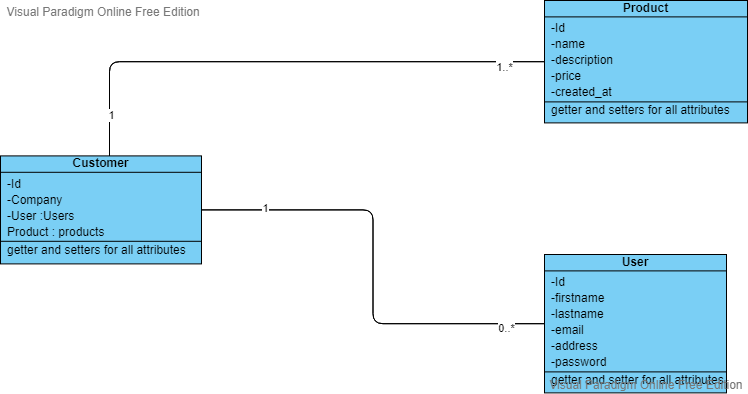 Visual Paradigm Online Free Edition
Product
-Id
-name
-description
-price
-created_at
getter and setters for all attributes
1..*
1
Customer
-Id
-Company
-User :Users
Product : products
getter and setters for all attributes
1
0..*
User
-Id
-firstname
-lastname
-email
-address
-password
getter and setter for all attributes
Visual Paradigm Online Free Edition